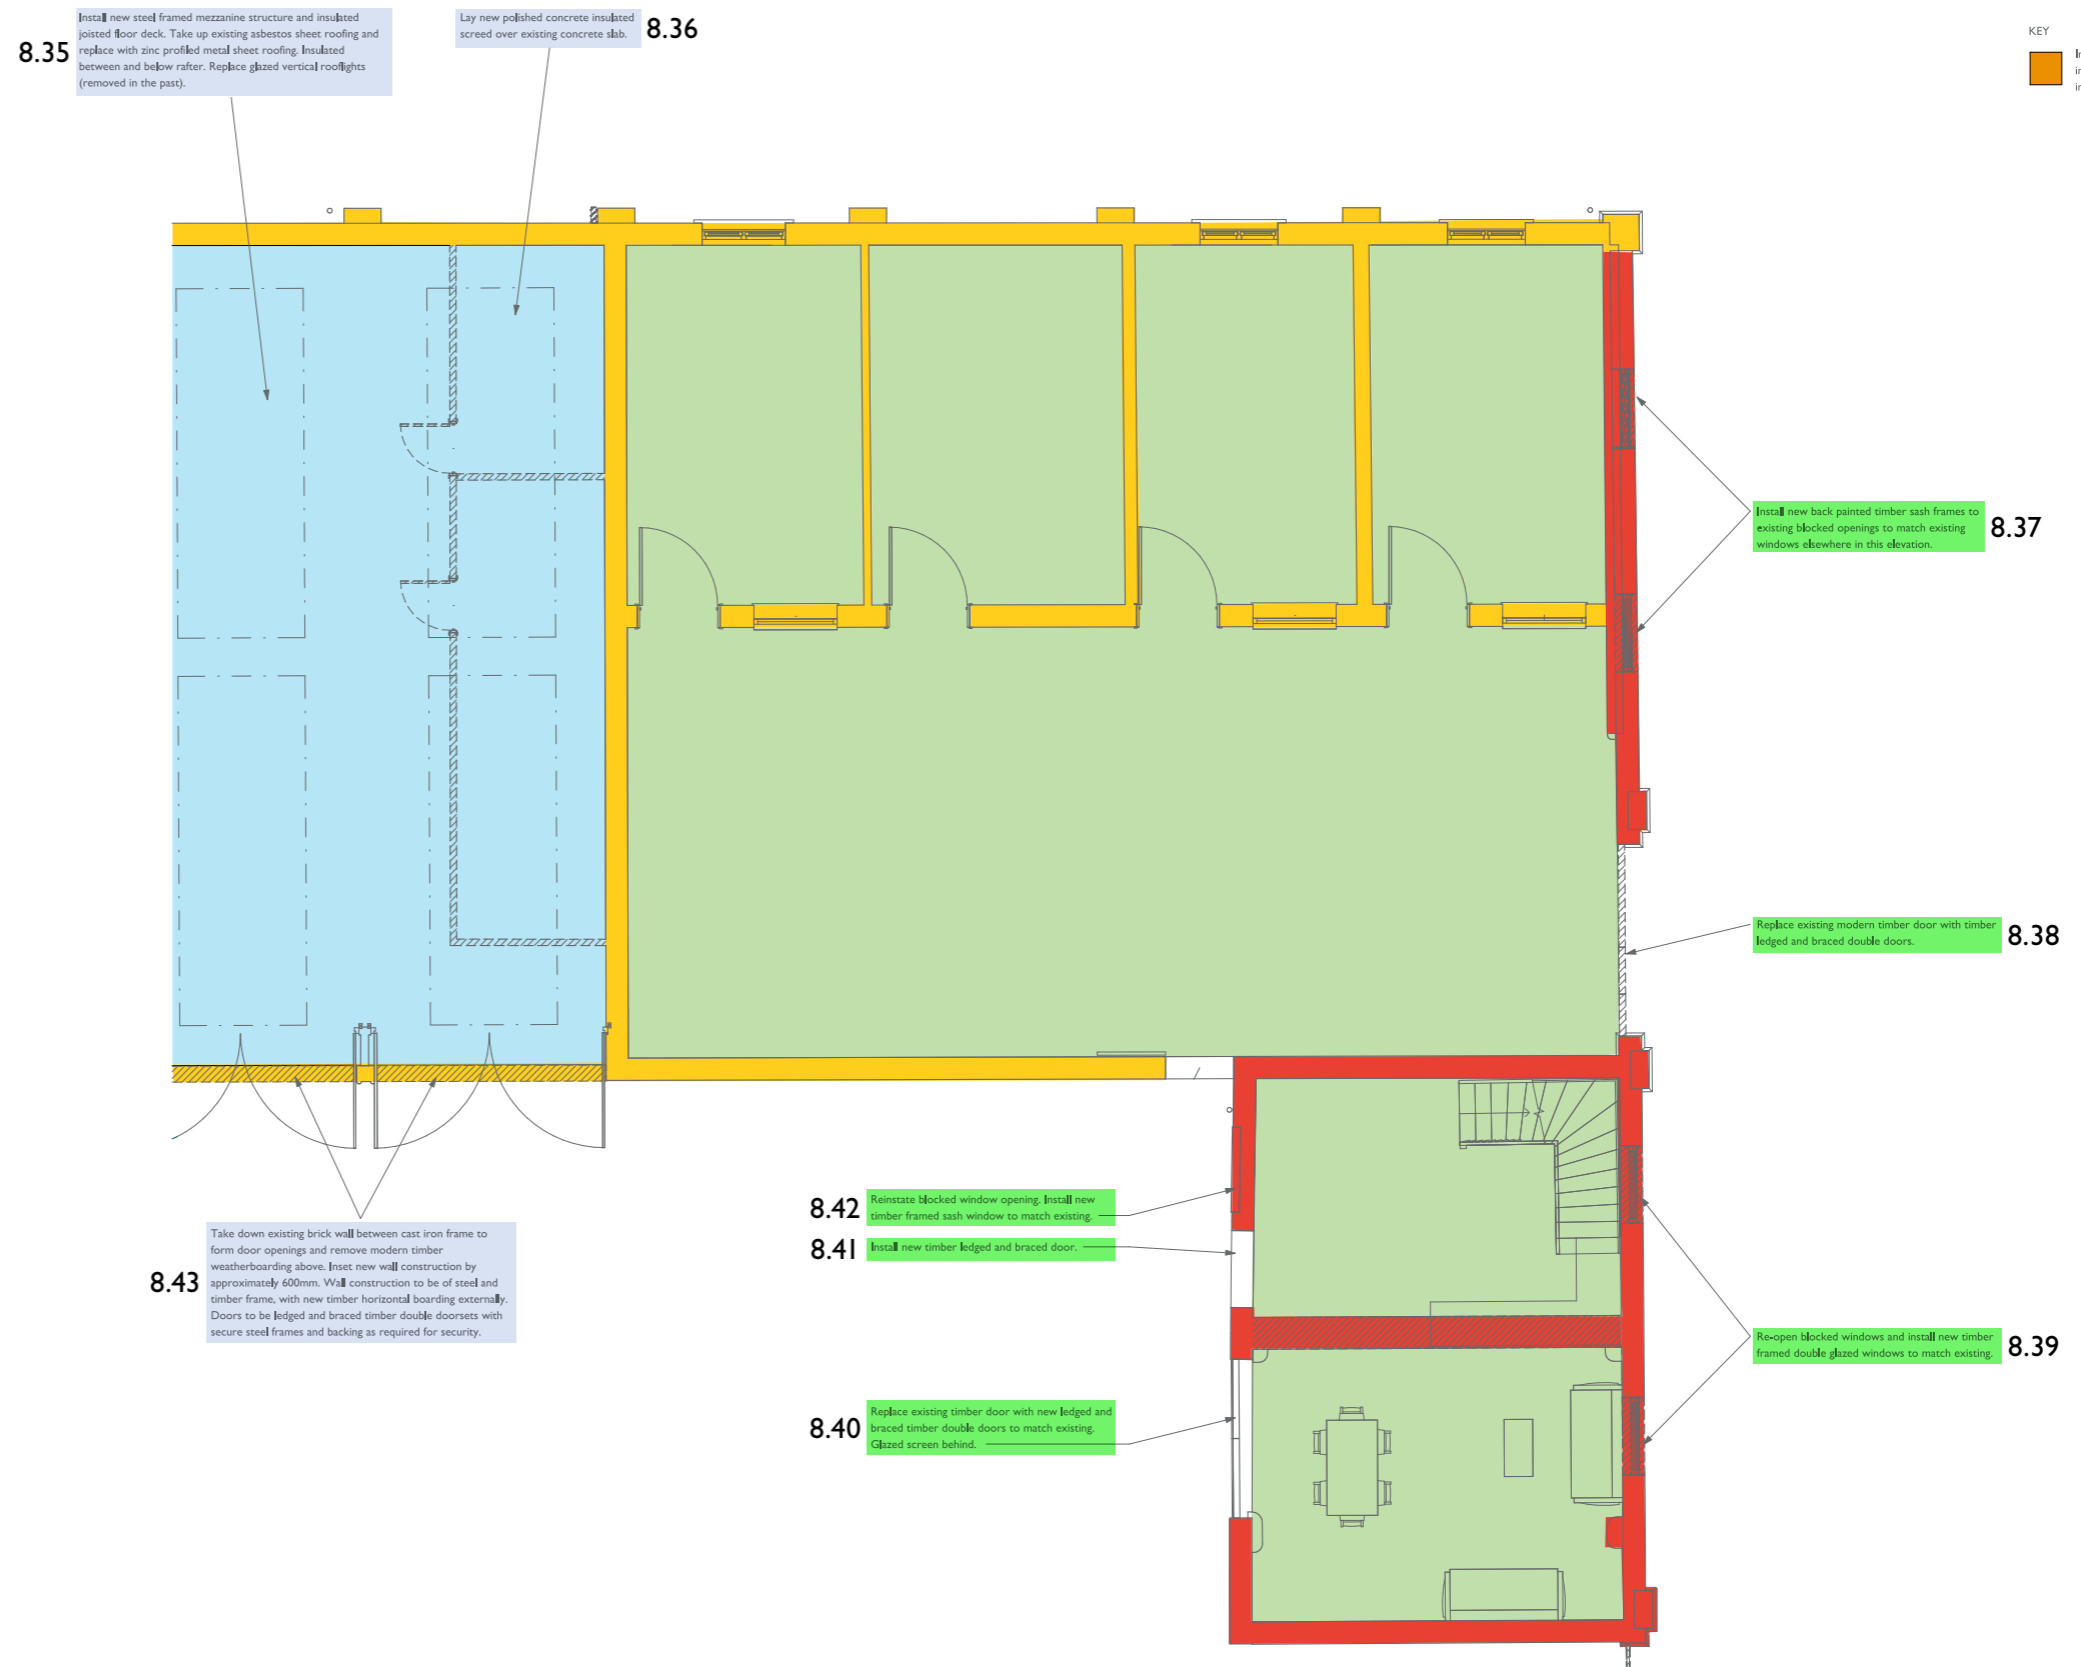 8.35
Install new steel framed mezzanine structure and insulated
joisted floor deck. Take up existing asbestos sheet roofing and
replace with zinc profiled metal sheet roofing. Insulated
between and below rafter. Replace glazed vertical rooflights
(removed in the past).
Lay new polished concrete insulated
screed over existing concrete slab.
8.36
KEY
Install new back painted timber sash frames to
existing blocked openings to match existing
windows elsewhere in this elevation.
8.37
Replace existing modern timber door with timber
ledged and braced double doors.
8.38
8.42
Reinstate blocked window opening. Install new
timber framed sash window to match existing.
8.41
Install new timber ledged and braced door.
8.43
Take down existing brick wall between cast iron frame to
form door openings and remove modern timber
weatherboarding above. Inset new wall construction by
approximately 600mm. Wall construction to be of steel and
timber frame, with new timber horizontal boarding externally.
Doors to be ledged and braced timber double doorsets with
secure steel frames and backing as required for security.
Re-open blocked windows and install new timber
framed double glazed windows to match existing.
8.39
8.40
Replace existing timber door with new ledged and
braced timber double doors to match existing.
Glazed screen behind.